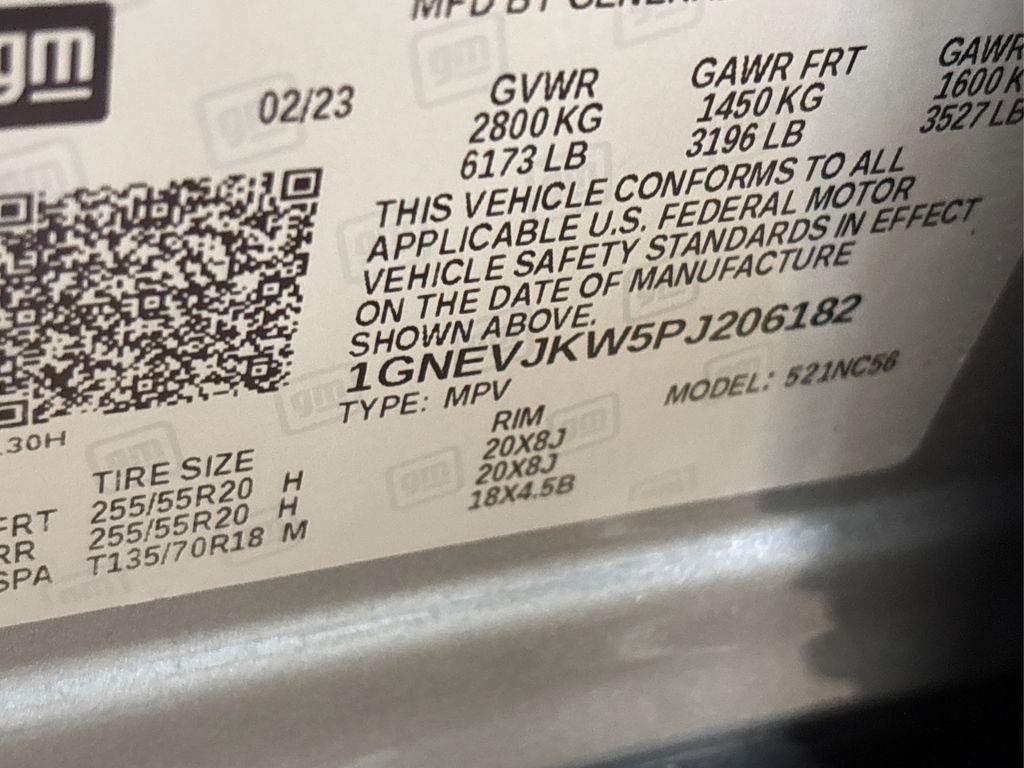 gm
MFD BY GENERAL
02/23
GVWR GAWR FRT GAWR
2800 KG 1450 KG 1600 K
6173 LB 3196 LB 3527 LB
THIS VEHICLE CONFORMS TO ALL
APPLICABLE U.S. FEDERAL MOTOR
VEHICLE SAFETY STANDARDS IN EFFECT
ON THE DATE OF MANUFACTURE
SHOWN ABOVE.
1GNEVJKW5PJ206182
TYPE: MPV MODEL: 521NC56
30H
TIRE SIZE RIM
FRT 255/55R20 H 20X8J
RR 255/55R20 H 20X8J
SPA T135/70R18 M 18X4.5B